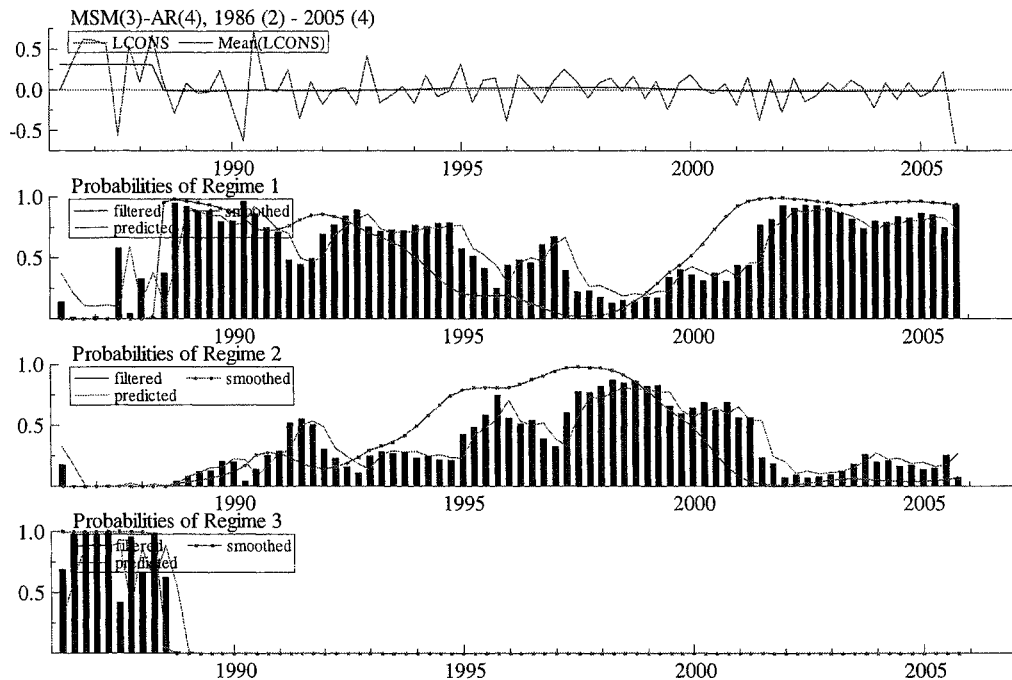 MSM(3)-AR(4), 1986 (2) - 2005 (4)
LCONS Mean(LCONS)
0.5
0.0
-0.5
1990 1995 2000 2005
Probabilities of Regime 1
1.0
filtered smoothed
predicted
0.5
1990 1995 2000 2005
Probabilities of Regime 2
1.0
filtered smoothed
predicted
0.5
1990 1995 2000 2005
Probabilities of Regime 3
1.0
filtered smoothed
predicted
0.5
1990 1995 2000 2005